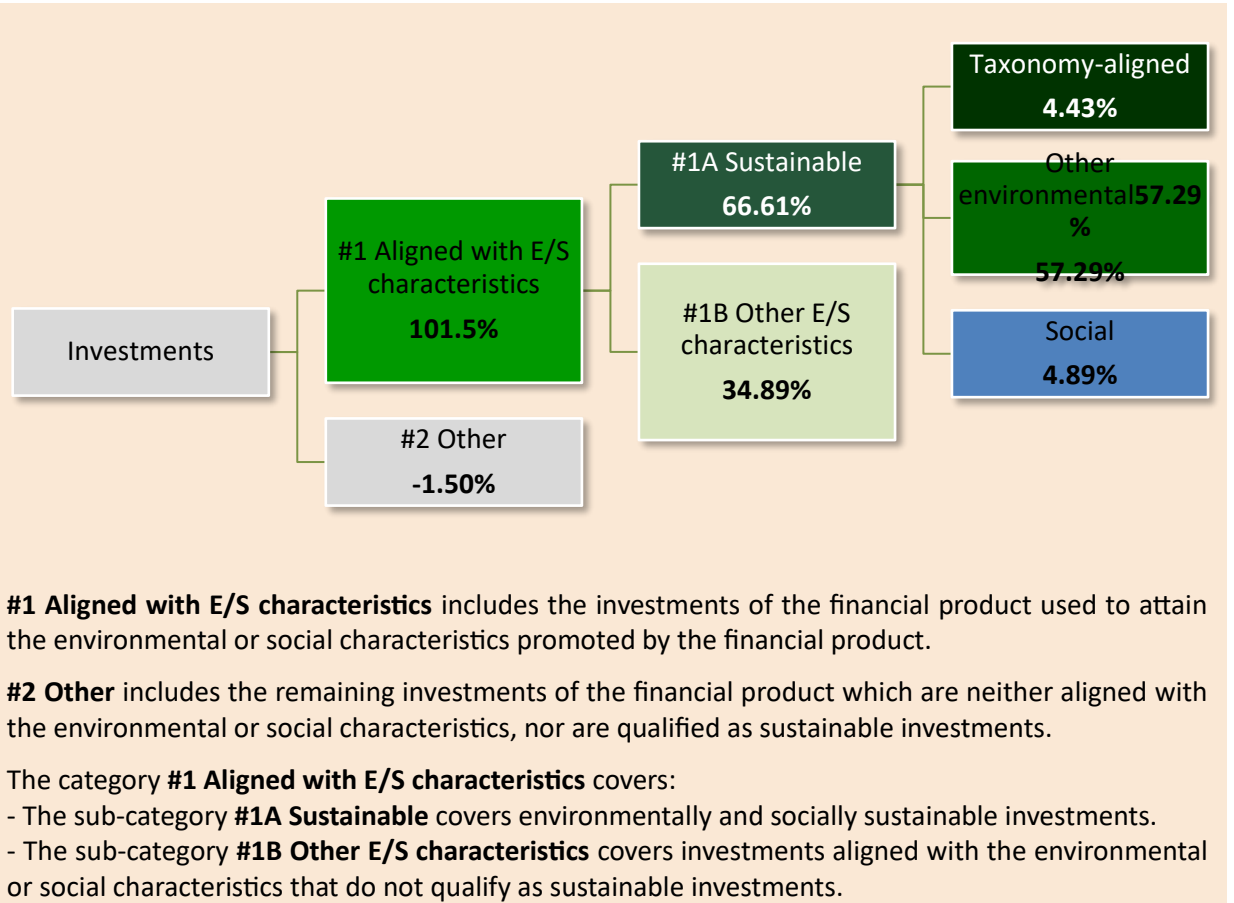 Investments
#1 Aligned with E/S
characteristics
101.5%
#2 Other
-1.50%
#1A Sustainable
66.61%
#1B Other E/S
characteristics
34.89%
Taxonomy-aligned
4.43%
Other
environmental57.29
%
57.29%
Social
4.89%
#1 Aligned with E/S characteristics includes the investments of the financial product used to attain
the environmental or social characteristics promoted by the financial product.
#2 Other includes the remaining investments of the financial product which are neither aligned with
the environmental or social characteristics, nor are qualified as sustainable investments.
The category #1 Aligned with E/S characteristics covers:
- The sub-category #1A Sustainable covers environmentally and socially sustainable investments.
- The sub-category #1B Other E/S characteristics covers investments aligned with the environmental
or social characteristics that do not qualify as sustainable investments.